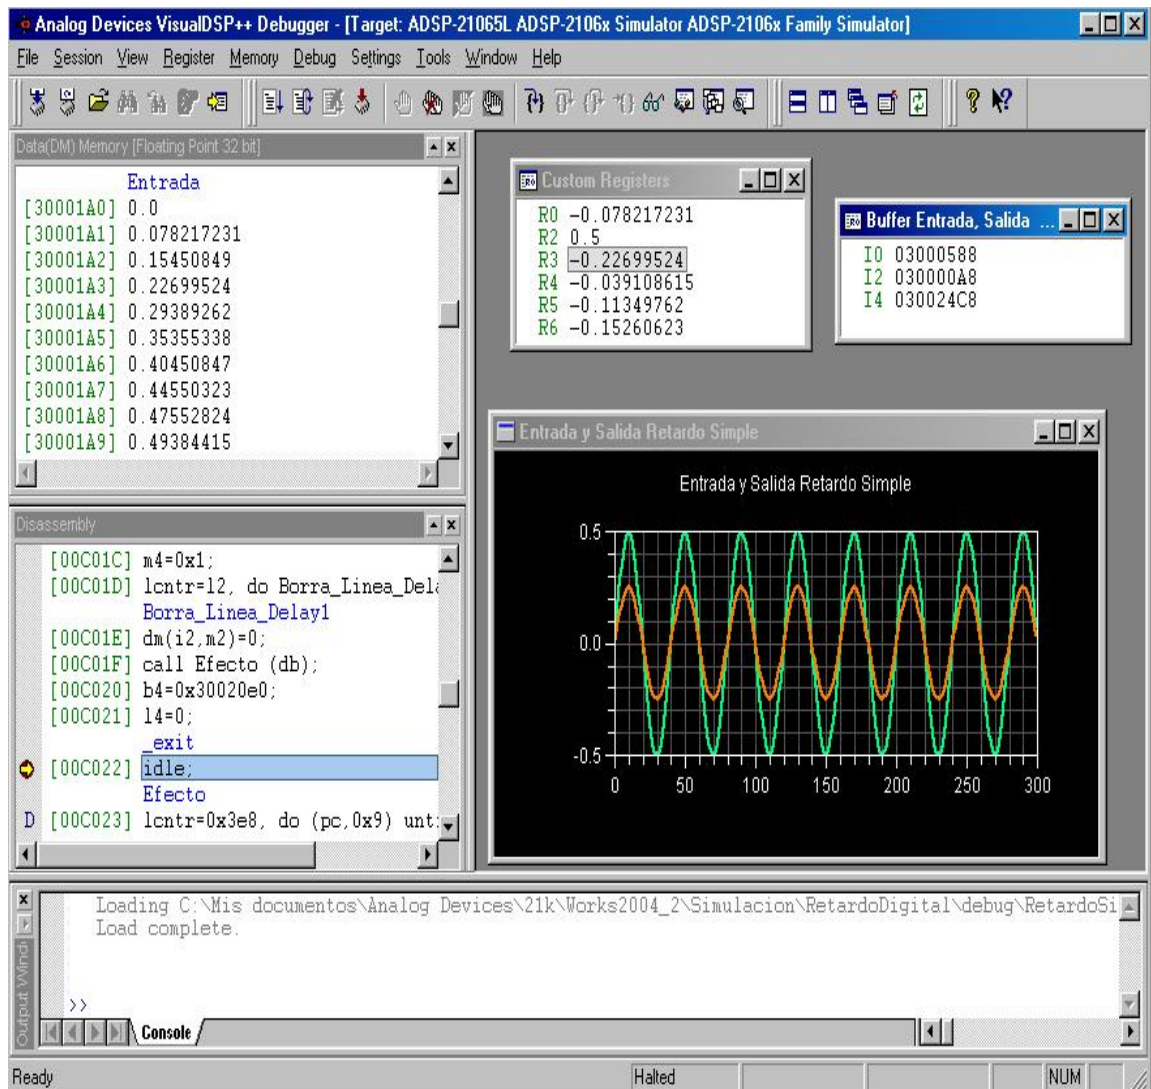 Analog Devices VisualDSP++ Debugger - [Target: ADSP-21065L ADSP-2106x Simulator ADSP-2106x Family Simulator]
File Session View Register Memory Debug Settings Tools Window Help
Data(DM) Memory [Floating Point 32 bit]
Entrada
[30001A0] 0.0
[30001A1] 0.078217231
[30001A2] 0.15450849
[30001A3] 0.22699524
[30001A4] 0.29389262
[30001A5] 0.35355338
[30001A6] 0.40450847
[30001A7] 0.44550323
[30001A8] 0.47552824
[30001A9] 0.49384415
Custom Registers
R0 -0.078217231
R2 0.5
R3 -0.22699524
R4 -0.039108615
R5 -0.11349762
R6 -0.15260623
Buffer Entrada, Salida ...
I0 03000588
I2 030000A8
I4 030024C8
Disassembly
[00C01C] m4=0x1;
[00C01D] lcntr=l2, do Borra_Linea_Dela
Borra_Linea_Delay1
[00C01E] dm(i2,m2)=0;
[00C01F] call Efecto (db);
[00C020] b4=0x30020e0;
[00C021] l4=0;
_exit
[00C022] idle;
Efecto
D [00C023] lcntr=0x3e8, do (pc,0x9) unt
Entrada y Salida Retardo Simple
Entrada y Salida Retardo Simple
0.5
0.0
-0.5
0 50 100 150 200 250 300
Output Wind
Loading C:\Mis documentos\Analog Devices\21k\Works2004_2\Simulacion\RetardoDigital\debug\RetardoSi
Load complete.
>>
Console
Ready Halted NUM